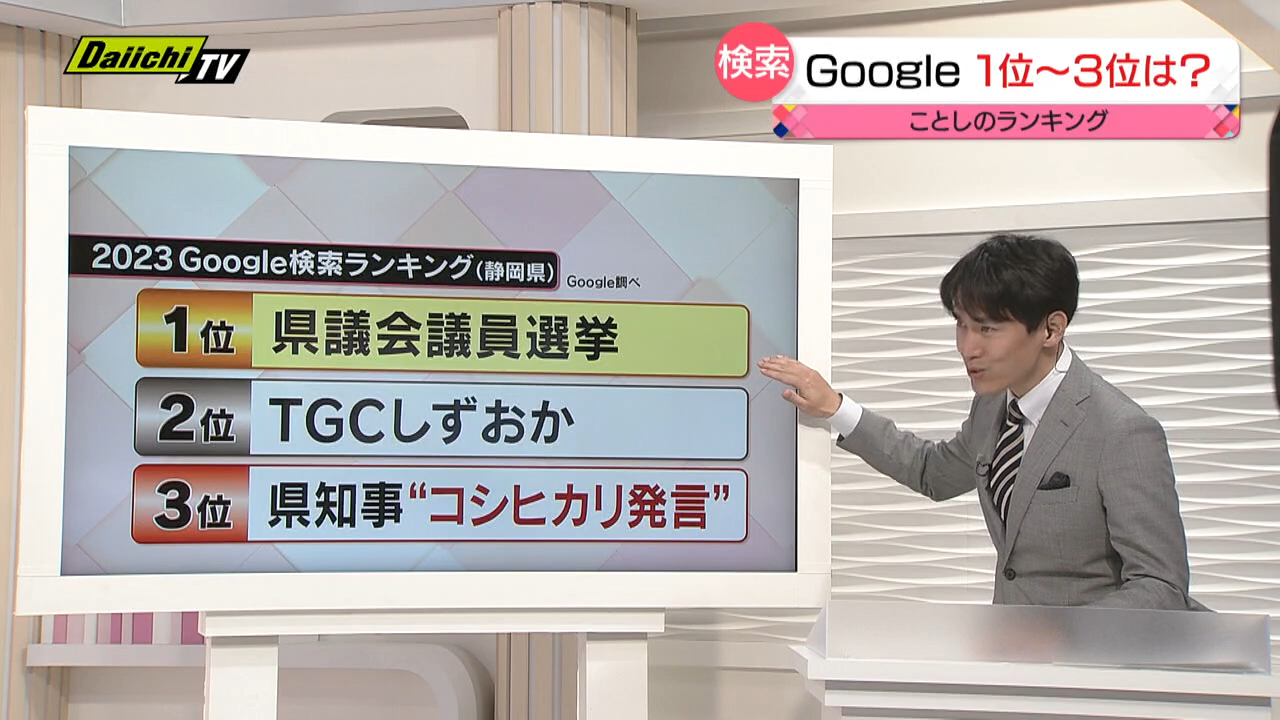 Daiichi TV
検索
Google 1位～3位は？
ことしのランキング
2023 Google検索ランキング(静岡県)
Google調べ
1位 県議会議員選挙
2位 TGCしずおか
3位 県知事“コシヒカリ発言”